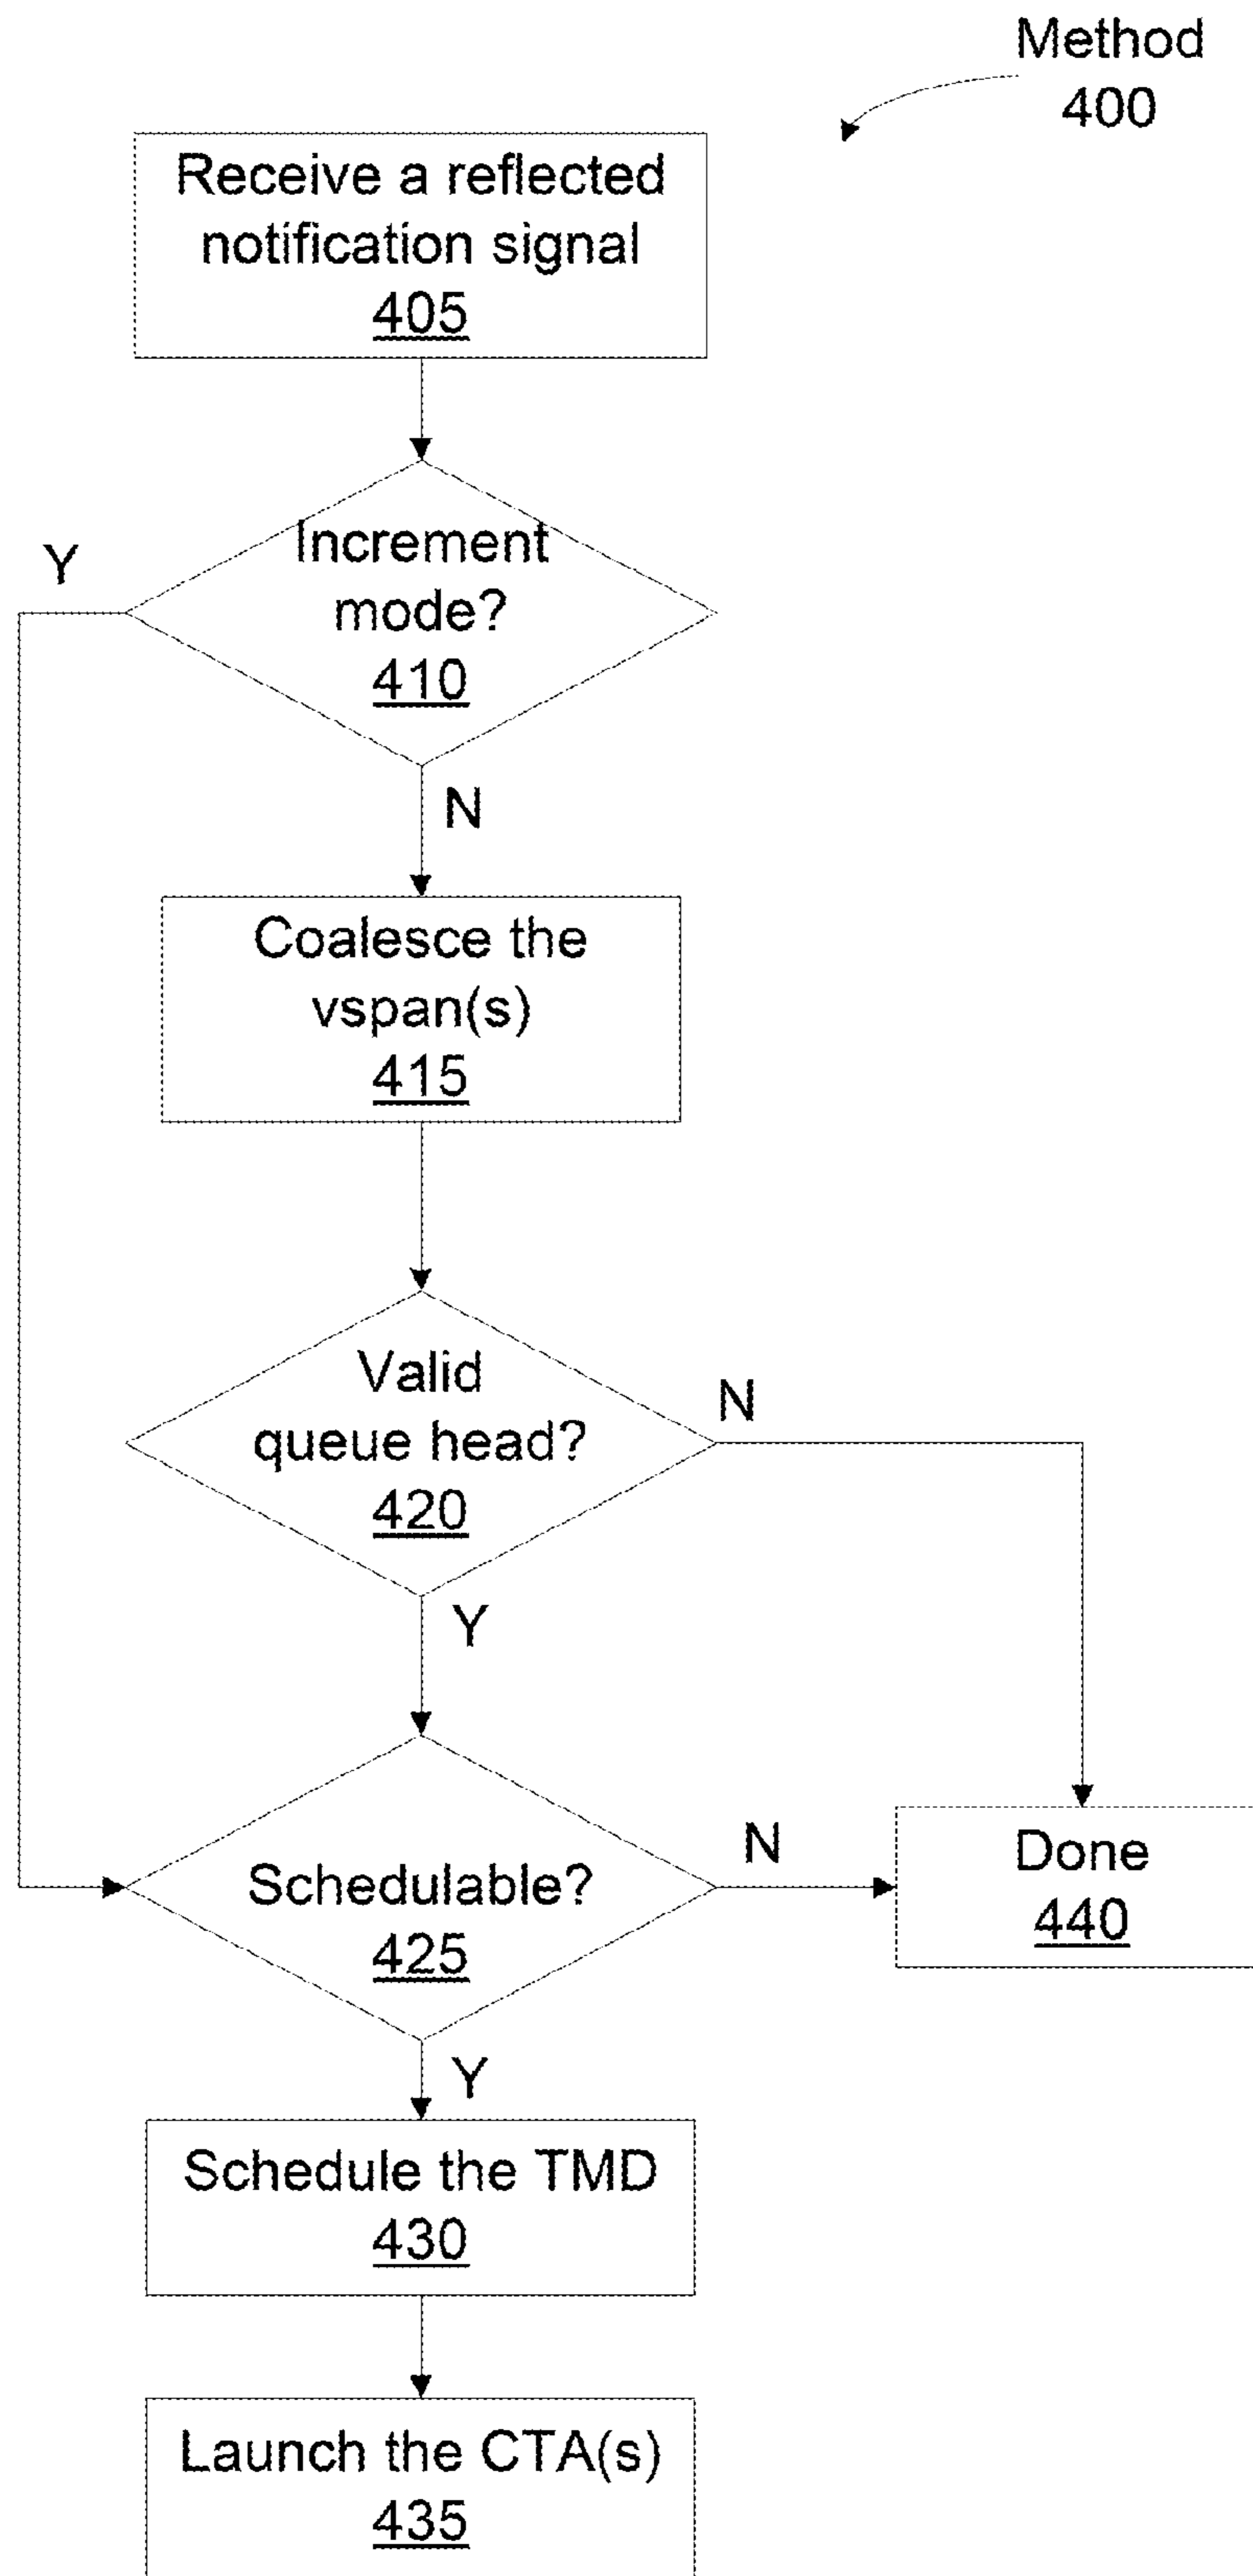 Method
400
Receive a reflected
notification signal
405
Increment
mode?
410
Y
N
Coalesce the
vspan(s)
415
Valid
queue head?
420
N
Y
Schedulable?
425
N
Done
440
Y
Schedule the TMD
430
Launch the CTA(s)
435